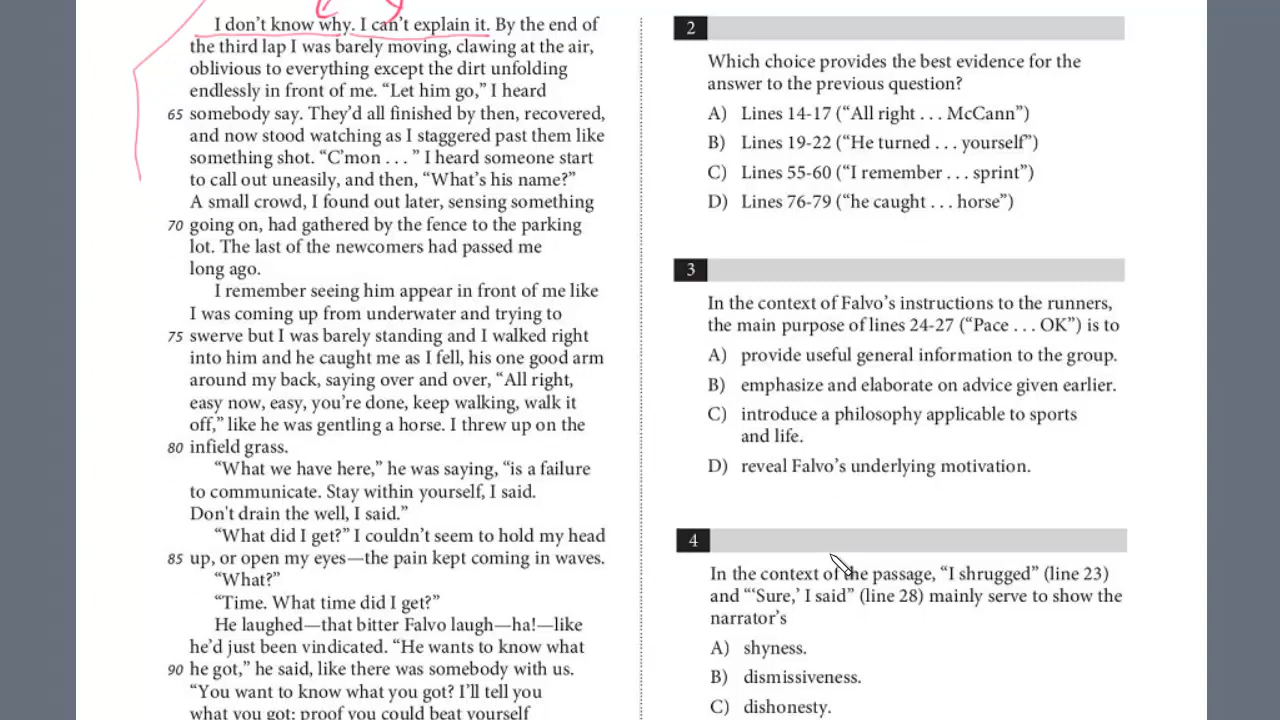 I don't know why. I can't explain it. By the end of
the third lap I was barely moving, clawing at the air,
oblivious to everything except the dirt unfolding
endlessly in front of me. “Let him go,” I heard
65 somebody say. They'd all finished by then, recovered,
and now stood watching as I staggered past them like
something shot. “C'mon . . . ” I heard someone start
to call out uneasily, and then, “What's his name?”
A small crowd, I found out later, sensing something
70 going on, had gathered by the fence to the parking
lot. The last of the newcomers had passed me
long ago.
I remember seeing him appear in front of me like
I was coming up from underwater and trying to
75 swerve but I was barely standing and I walked right
into him and he caught me as I fell, his one good arm
around my back, saying over and over, “All right,
easy now, easy, you're done, keep walking, walk it
off,” like he was gentling a horse. I threw up on the
80 infield grass.
“What we have here,” he was saying, “is a failure
to communicate. Stay within yourself, I said.
Don't drain the well, I said.”
“What did I get?” I couldn't seem to hold my head
85 up, or open my eyes—the pain kept coming in waves.
“What?”
“Time. What time did I get?”
He laughed—that bitter Falvo laugh—ha!—like
he'd just been vindicated. “He wants to know what
90 he got,” he said, like there was somebody with us.
“You want to know what you got? I'll tell you
what you got: proof you could beat yourself
2
Which choice provides the best evidence for the
answer to the previous question?
A) Lines 14-17 (“All right . . . McCann”)
B) Lines 19-22 (“He turned . . . yourself”)
C) Lines 55-60 (“I remember . . . sprint”)
D) Lines 76-79 (“he caught . . . horse”)
3
In the context of Falvo's instructions to the runners,
the main purpose of lines 24-27 (“Pace . . . OK”) is to
A) provide useful general information to the group.
B) emphasize and elaborate on advice given earlier.
C) introduce a philosophy applicable to sports
and life.
D) reveal Falvo's underlying motivation.
4
In the context of the passage, “I shrugged” (line 23)
and “‘Sure,’ I said” (line 28) mainly serve to show the
narrator's
A) shyness.
B) dismissiveness.
C) dishonesty.